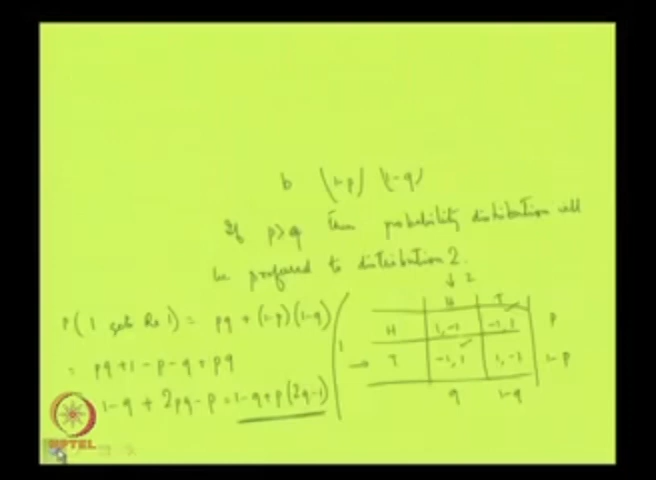 b (1-p) (1-q)
If p>q then probability distribution will
be preferred to distribution 2.
P(1 gets Re 1) = pq + (1-p)(1-q)
= pq + 1 - p - q + pq
1-q + 2pq - p = 1-q+p(2q-1)
↓ 2
H T
H 1,-1 -1,1 p
1 → T -1,1 1,-1 1-p
q 1-q
NPTEL